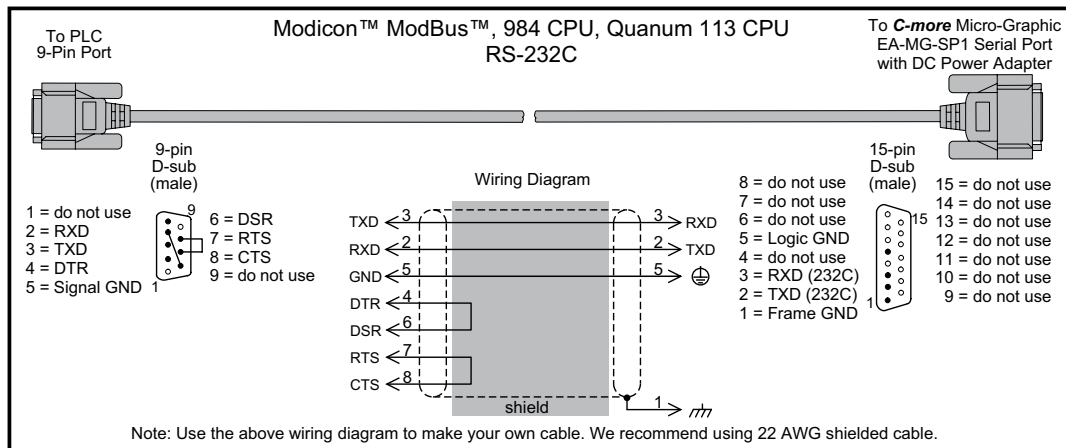 Modicon™ ModBus™, 984 CPU, Quanum 113 CPU
RS-232C
To PLC
9-Pin Port
To C-more Micro-Graphic
EA-MG-SP1 Serial Port
with DC Power Adapter
9-pin
D-sub
(male)
1 = do not use
2 = RXD
3 = TXD
4 = DTR
5 = Signal GND
9
1
6 = DSR
7 = RTS
8 = CTS
9 = do not use
Wiring Diagram
TXD 3 3 RXD
RXD 2 2 TXD
GND 5 5
DTR 4
DSR 6
RTS 7
CTS 8
shield
1
8 = do not use
7 = do not use
6 = do not use
5 = Logic GND
4 = do not use
3 = RXD (232C)
2 = TXD (232C)
1 = Frame GND
15-pin
D-sub
(male)
15
1
15 = do not use
14 = do not use
13 = do not use
12 = do not use
11 = do not use
10 = do not use
9 = do not use
Note: Use the above wiring diagram to make your own cable. We recommend using 22 AWG shielded cable.